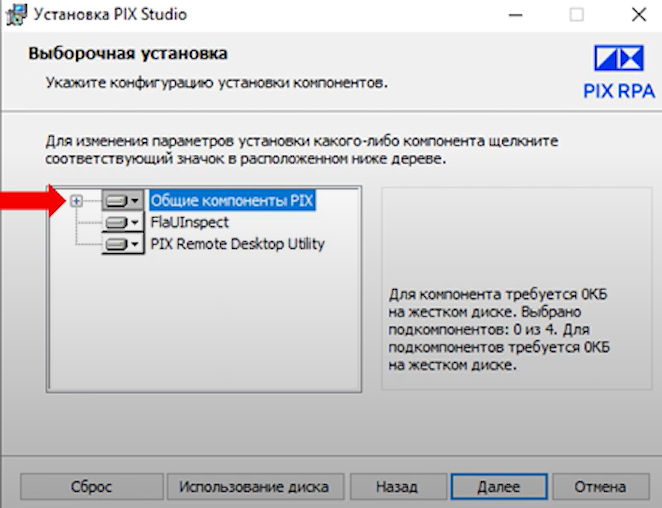 Установка PIX Studio
Выборочная установка
Укажите конфигурацию установки компонентов.
PIX RPA
Для изменения параметров установки какого-либо компонента щелкните
соответствующий значок в расположенном ниже дереве.
Общие компоненты PIX
FlaUInspect
PIX Remote Desktop Utility
Для компонента требуется 0КБ
на жестком диске. Выбрано
подкомпонентов: 0 из 4. Для
подкомпонентов требуется 0КБ
на жестком диске.
Сброс
Использование диска
Назад
Далее
Отмена